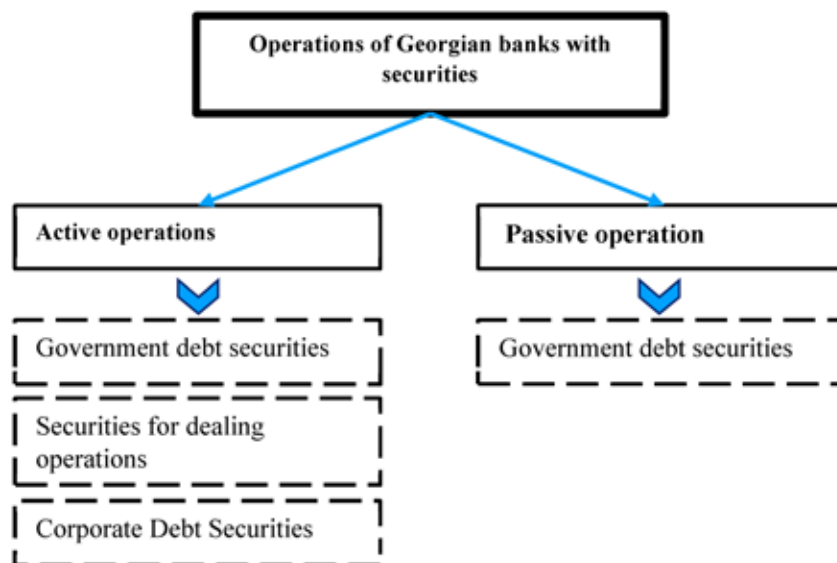 Operations of Georgian banks with
securities
Active operations
Passive operation
Government debt securities
Government debt securities
Securities for dealing
operations
Corporate Debt Securities